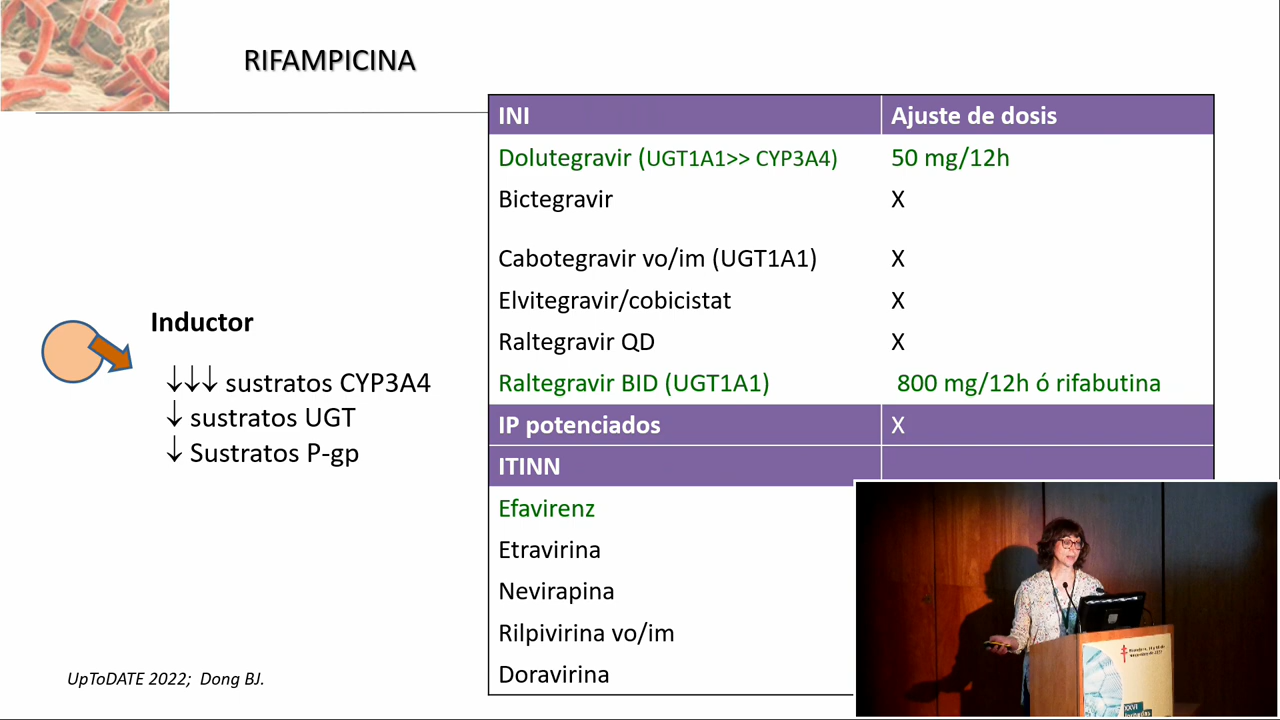 RIFAMPICINA
INI Ajuste de dosis
Dolutegravir (UGT1A1>> CYP3A4) 50 mg/12h
Bictegravir X
Cabotegravir vo/im (UGT1A1) X
Elvitegravir/cobicistat X
Raltegravir QD X
Raltegravir BID (UGT1A1) 800 mg/12h ó rifabutina
IP potenciados X
ITINN
Efavirenz
Etravirina
Nevirapina
Rilpivirina vo/im
Doravirina
Inductor
↓↓↓ sustratos CYP3A4
↓ sustratos UGT
↓ Sustratos P-gp
UpToDATE 2022; Dong BJ.
XXVI